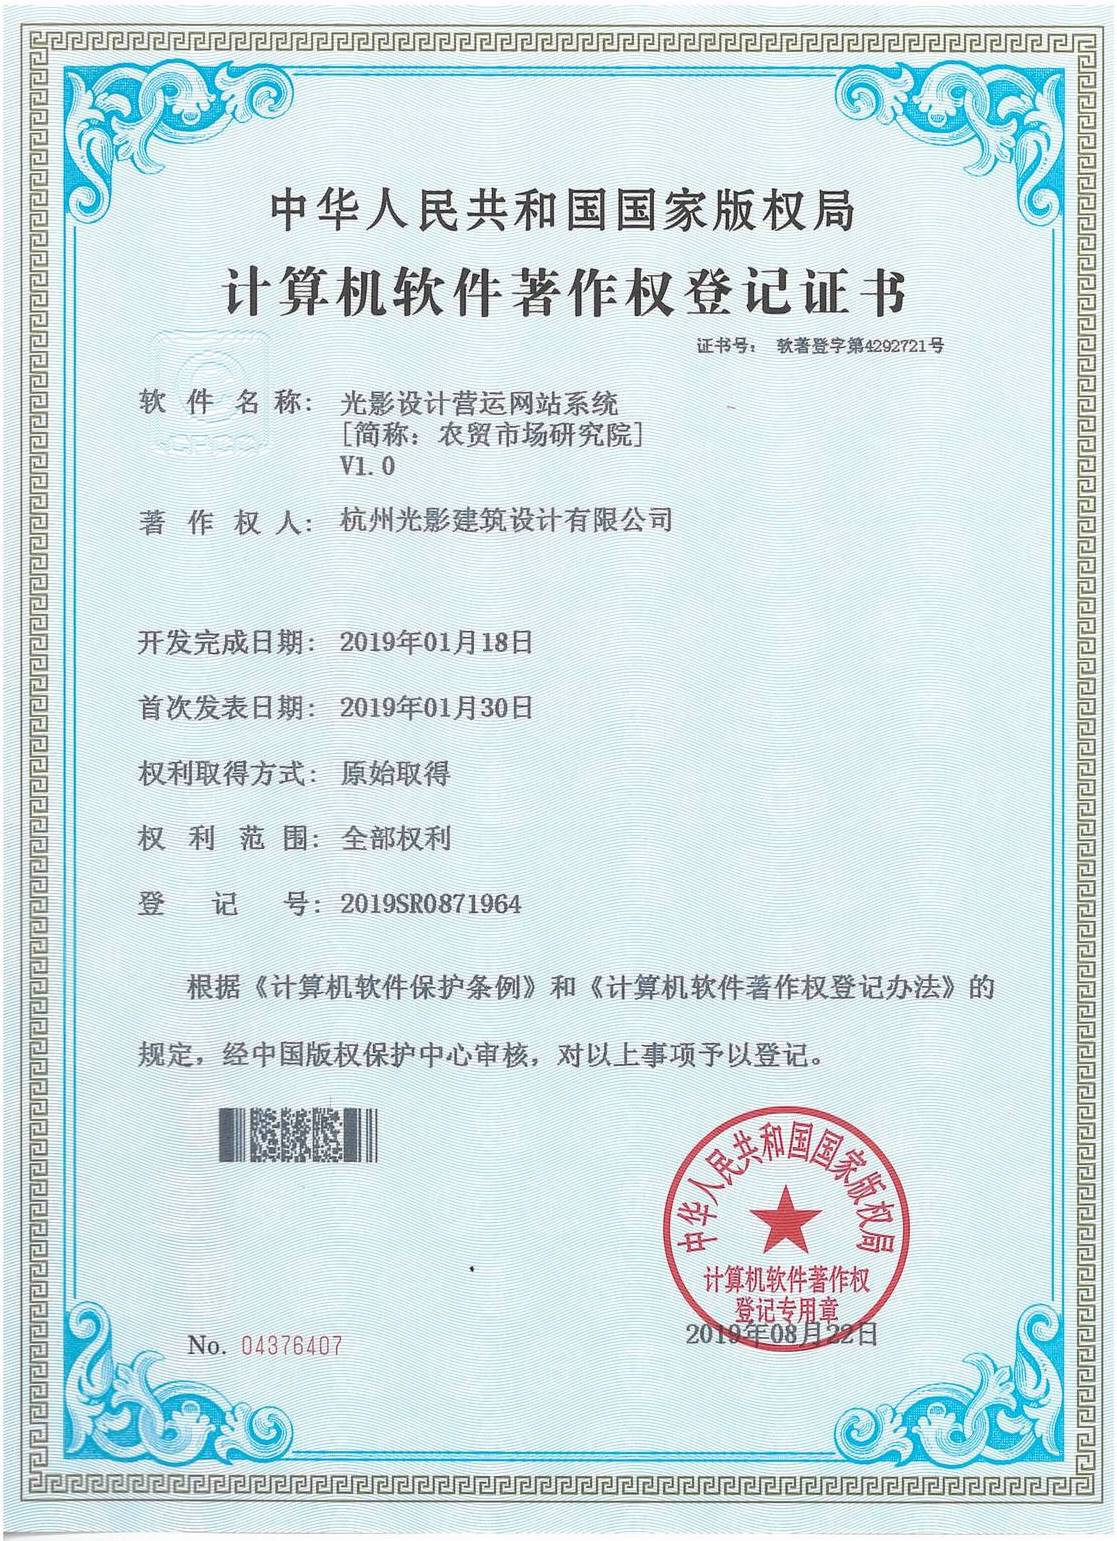 中华人民共和国国家版权局
计算机软件著作权登记证书
证书号： 软著登字第4292721号
软件名称： 光影设计营运网站系统
[简称：农贸市场研究院]
V1.0
著作权人： 杭州光影建筑设计有限公司
开发完成日期： 2019年01月18日
首次发表日期： 2019年01月30日
权利取得方式： 原始取得
权利范围： 全部权利
登记号： 2019SR0871964
根据《计算机软件保护条例》和《计算机软件著作权登记办法》的
规定，经中国版权保护中心审核，对以上事项予以登记。
中华人民共和国国家版权局
计算机软件著作权
登记专用章
2019年08月22日
No. 04376407
CPCC